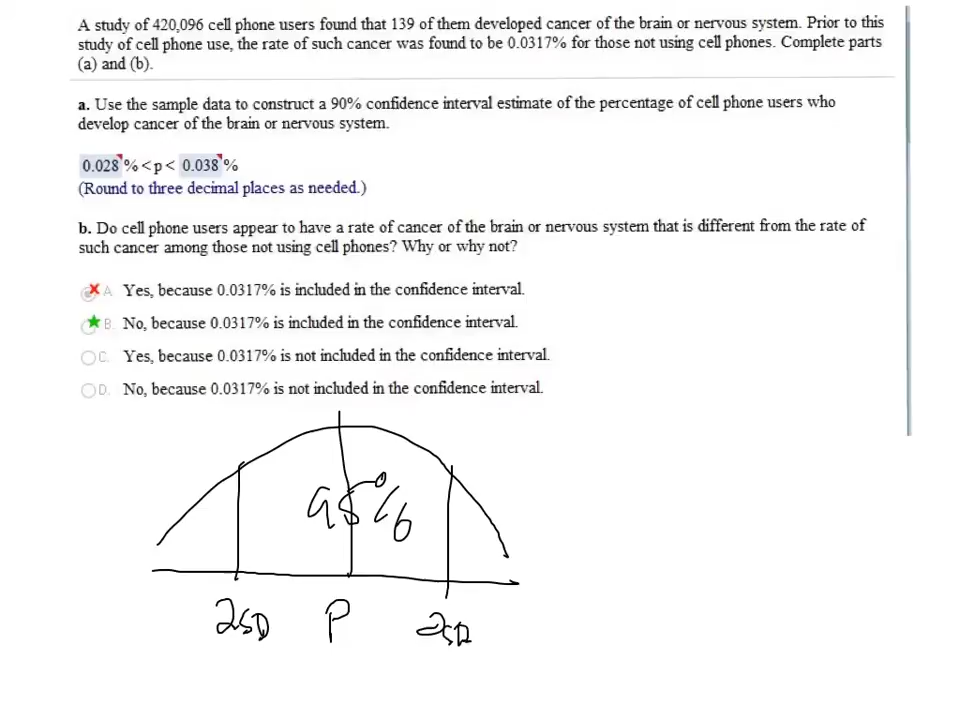 A study of 420,096 cell phone users found that 139 of them developed cancer of the brain or nervous system. Prior to this
study of cell phone use, the rate of such cancer was found to be 0.0317% for those not using cell phones. Complete parts
(a) and (b).
a. Use the sample data to construct a 90% confidence interval estimate of the percentage of cell phone users who
develop cancer of the brain or nervous system.
0.028 % < p < 0.038 %
(Round to three decimal places as needed.)
b. Do cell phone users appear to have a rate of cancer of the brain or nervous system that is different from the rate of
such cancer among those not using cell phones? Why or why not?
A. Yes, because 0.0317% is included in the confidence interval.
B. No, because 0.0317% is included in the confidence interval.
C. Yes, because 0.0317% is not included in the confidence interval.
D. No, because 0.0317% is not included in the confidence interval.
95%
2SD P 2SD